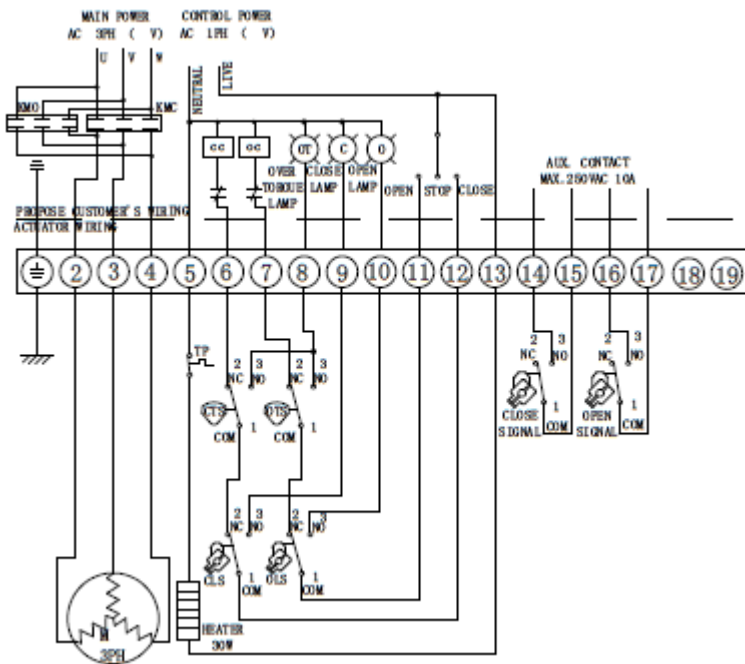 MAIN POWER
AC 3PH ( V)
U V W
CONTROL POWER
AC 1PH ( V)
NEUTRAL
LIVE
KMO
KMC
CC
OC
OT
C
O
OVER
TORQUE
LAMP
CLOSE
LAMP
OPEN
LAMP
OPEN STOP CLOSE
AUX. CONTACT
MAX. 250VAC 10A
PROPOSE CUSTOMER'S WIRING
ACTUATOR WIRING
2 3 4 5 6 7 8 9 10 11 12 13 14 15 16 17 18 19
TP
2 3
NC NO
CTS
1
COM
2 3
NC NO
OTS
1
COM
2 3
NC NO
CLOSE
SIGNAL
1
COM
2 3
NC NO
OPEN
SIGNAL
1
COM
2 3
NC NO
CLS
1
COM
2 3
NC NO
OLS
1
COM
HEATER
30W
M
3PH